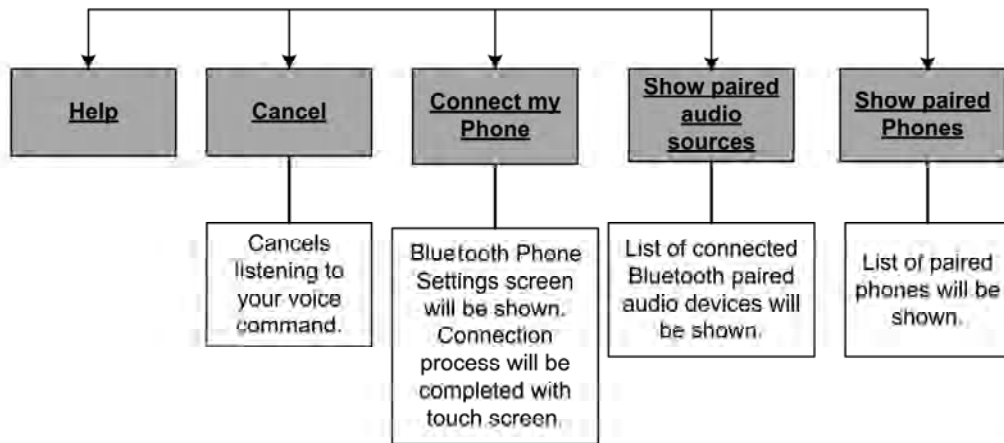 Help
Cancel
Connect my
Phone
Show paired
audio
sources
Show paired
Phones
Cancels
listening to
your voice
command.
Bluetooth Phone
Settings screen
will be shown.
Connection
process will be
completed with
touch screen.
List of connected
Bluetooth paired
audio devices will
be shown.
List of paired
phones will be
shown.